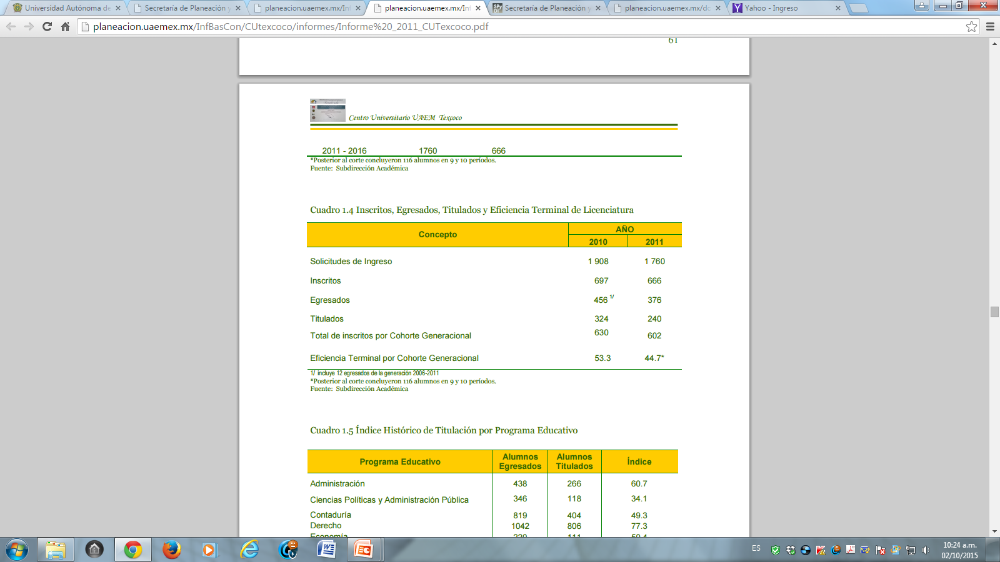 Universidad Autónoma de
Secretaría de Planeación y
planeacion.uaemex.mx/Inf
planeacion.uaemex.mx/Inf
Secretaría de Planeación y
planeacion.uaemex.mx/do
Yahoo - Ingreso
planeacion.uaemex.mx/InfBasCon/CUtexcoco/informes/Informe%20_2011_CUTexcoco.pdf
61
Centro Universitario UAEM Texcoco
2011 - 2016 1760 666
*Posterior al corte concluyeron 116 alumnos en 9 y 10 períodos.
Fuente: Subdirección Académica
Cuadro 1.4 Inscritos, Egresados, Titulados y Eficiencia Terminal de Licenciatura
Concepto AÑO
2010 2011
Solicitudes de Ingreso 1 908 1 760
Inscritos 697 666
Egresados 456 1/ 376
Titulados 324 240
Total de inscritos por Cohorte Generacional 630 602
Eficiencia Terminal por Cohorte Generacional 53.3 44.7*
1/ incluye 12 egresados de la generación 2006-2011
*Posterior al corte concluyeron 116 alumnos en 9 y 10 períodos.
Fuente: Subdirección Académica
Cuadro 1.5 Índice Histórico de Titulación por Programa Educativo
Programa Educativo Alumnos Egresados Alumnos Titulados Índice
Administración 438 266 60.7
Ciencias Políticas y Administración Pública 346 118 34.1
Contaduría 819 404 49.3
Derecho 1042 806 77.3
Economía 220 111 50.4
ES
10:24 a.m.
02/10/2015